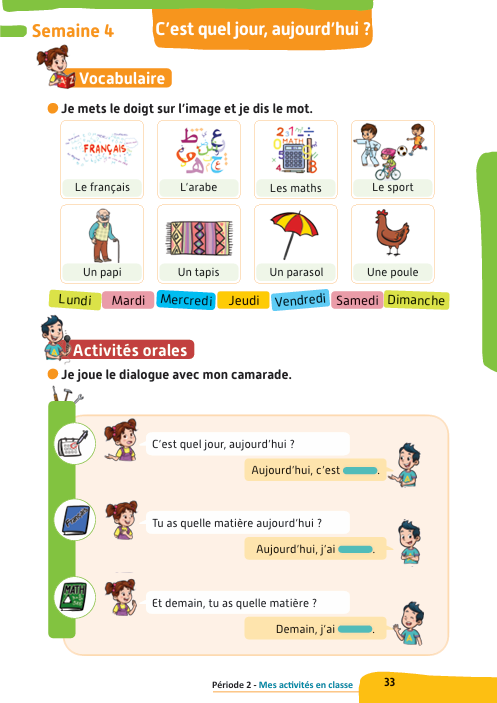 Semaine 4
C'est quel jour, aujourd'hui ?
A Z
Vocabulaire
Je mets le doigt sur l'image et je dis le mot.
FRANÇAIS
MATH
Le français
L'arabe
Les maths
Le sport
Un papi
Un tapis
Un parasol
Une poule
Lundi
Mardi
Mercredi
Jeudi
Vendredi
Samedi
Dimanche
Activités orales
Je joue le dialogue avec mon camarade.
C'est quel jour, aujourd'hui ?
Aujourd'hui, c'est .
Français
Tu as quelle matière aujourd'hui ?
Aujourd'hui, j'ai .
MATH
Et demain, tu as quelle matière ?
Demain, j'ai .
Période 2 - Mes activités en classe
33